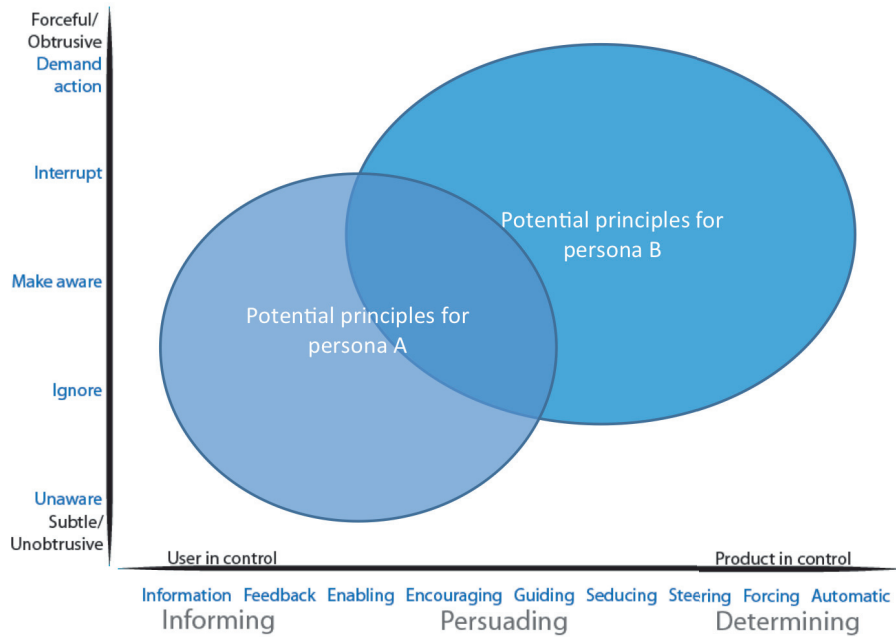 Forceful/
Obtrusive
Demand
action
Interrupt
Make aware
Ignore
Unaware
Subtle/
Unobtrusive
Potential principles for
persona B
Potential principles for
persona A
User in control
Product in control
Information Feedback Enabling Encouraging Guiding Seducing Steering Forcing Automatic
Informing Persuading Determining